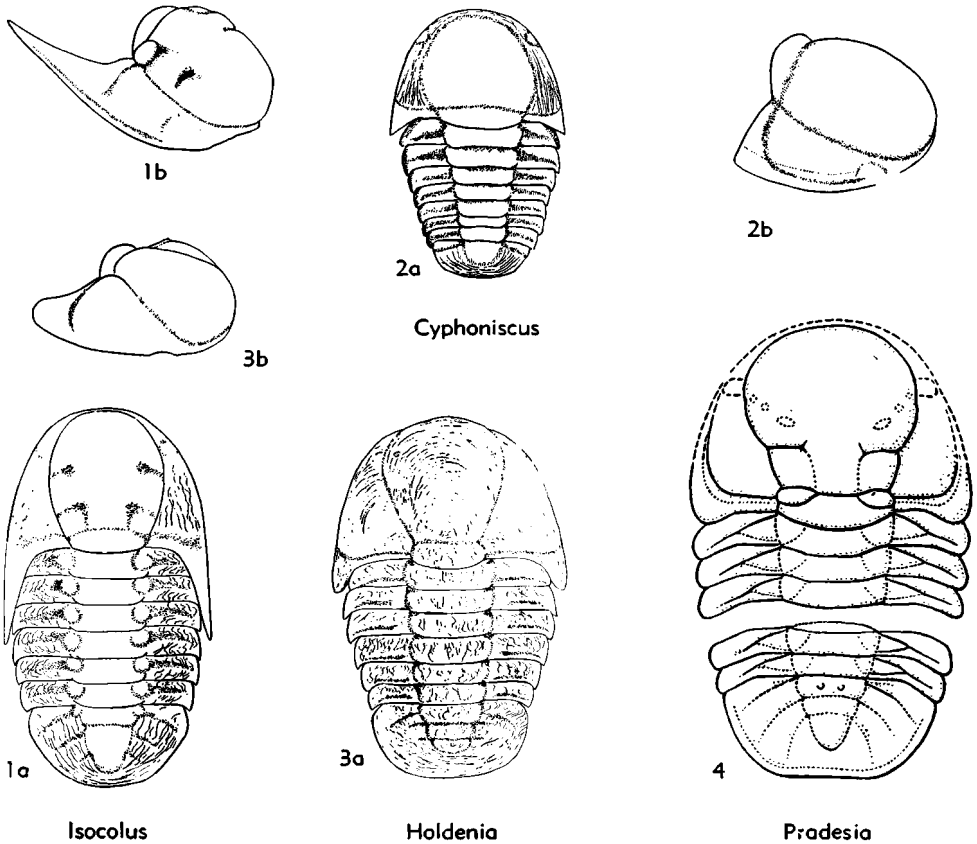 1b
2a
2b
Cyphoniscus
3b
1a
3a
4
Isocolus
Holdenia
Pradesia